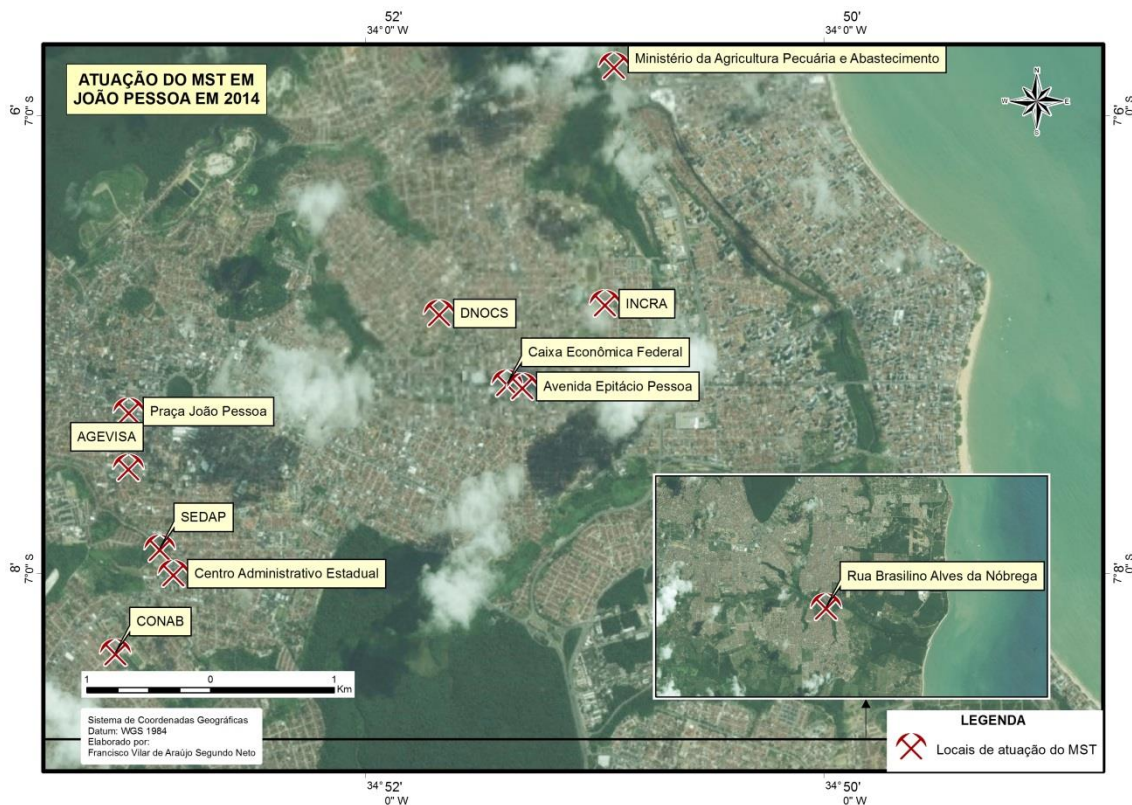 52'
34° 0" W
50'
34° 0" W
ATUAÇÃO DO MST EM
JOÃO PESSOA EM 2014
Ministério da Agricultura Pecuária e Abastecimento
N
W
E
S
6'
7° 0" S
6'
7° 0" S
DNOCS
INCRA
Caixa Econômica Federal
Avenida Epitácio Pessoa
Praça João Pessoa
AGEVISA
SEDAP
Centro Administrativo Estadual
8'
7° 0" S
8'
7° 0" S
Rua Brasilino Alves da Nóbrega
CONAB
1 0 1
Km
Sistema de Coordenadas Geográficas
Datum: WGS 1984
Elaborado por:
Francisco Vilar de Araújo Segundo Neto
LEGENDA
Locais de atuação do MST
34° 52'
0" W
34° 50'
0" W